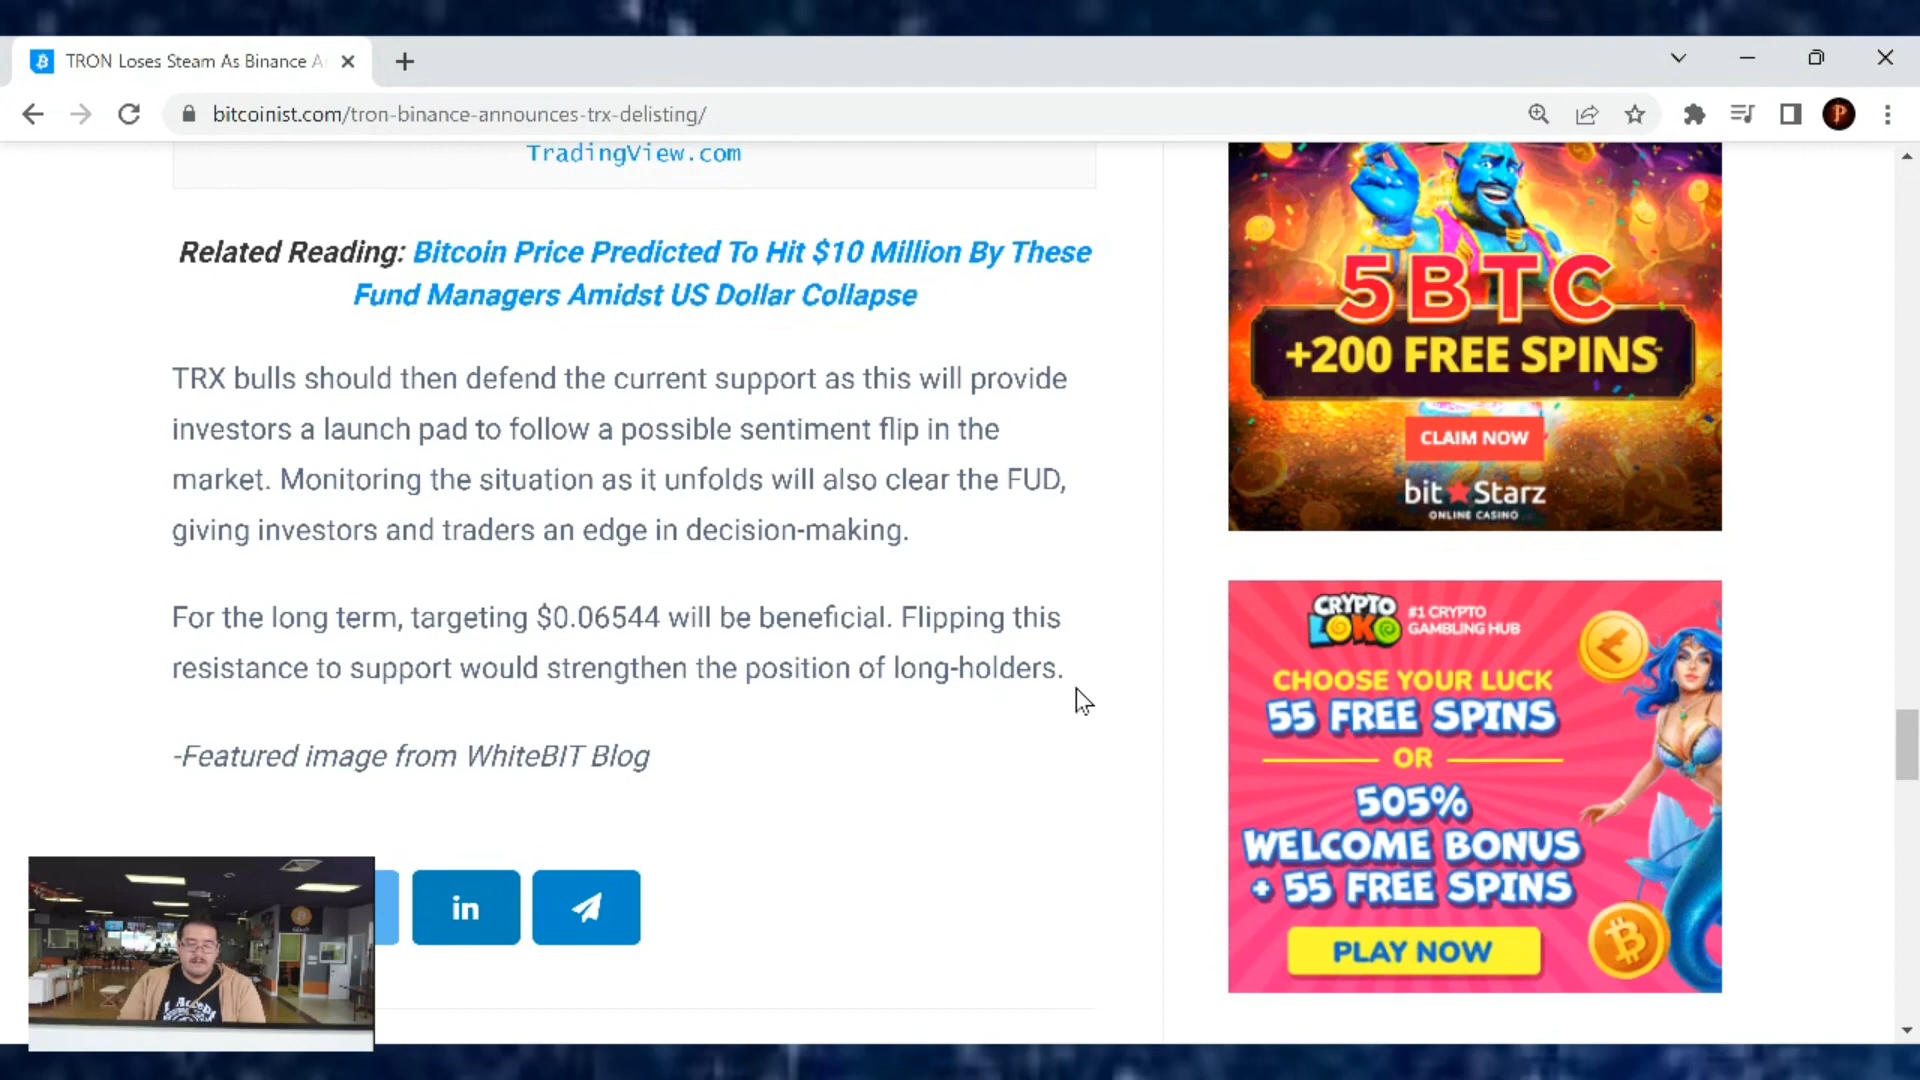 TRON Loses Steam As Binance A
bitcoinist.com/tron-binance-announces-trx-delisting/
TradingView.com
Related Reading: Bitcoin Price Predicted To Hit $10 Million By These
Fund Managers Amidst US Dollar Collapse
TRX bulls should then defend the current support as this will provide
investors a launch pad to follow a possible sentiment flip in the
market. Monitoring the situation as it unfolds will also clear the FUD,
giving investors and traders an edge in decision-making.
For the long term, targeting $0.06544 will be beneficial. Flipping this
resistance to support would strengthen the position of long-holders.
-Featured image from WhiteBIT Blog
in
5BTC
+200 FREE SPINS
CLAIM NOW
bit Starz
ONLINE CASINO
CRYPTO
LOKO
#1 CRYPTO
GAMBLING HUB
CHOOSE YOUR LUCK
55 FREE SPINS
OR
505%
WELCOME BONUS
+ 55 FREE SPINS
PLAY NOW